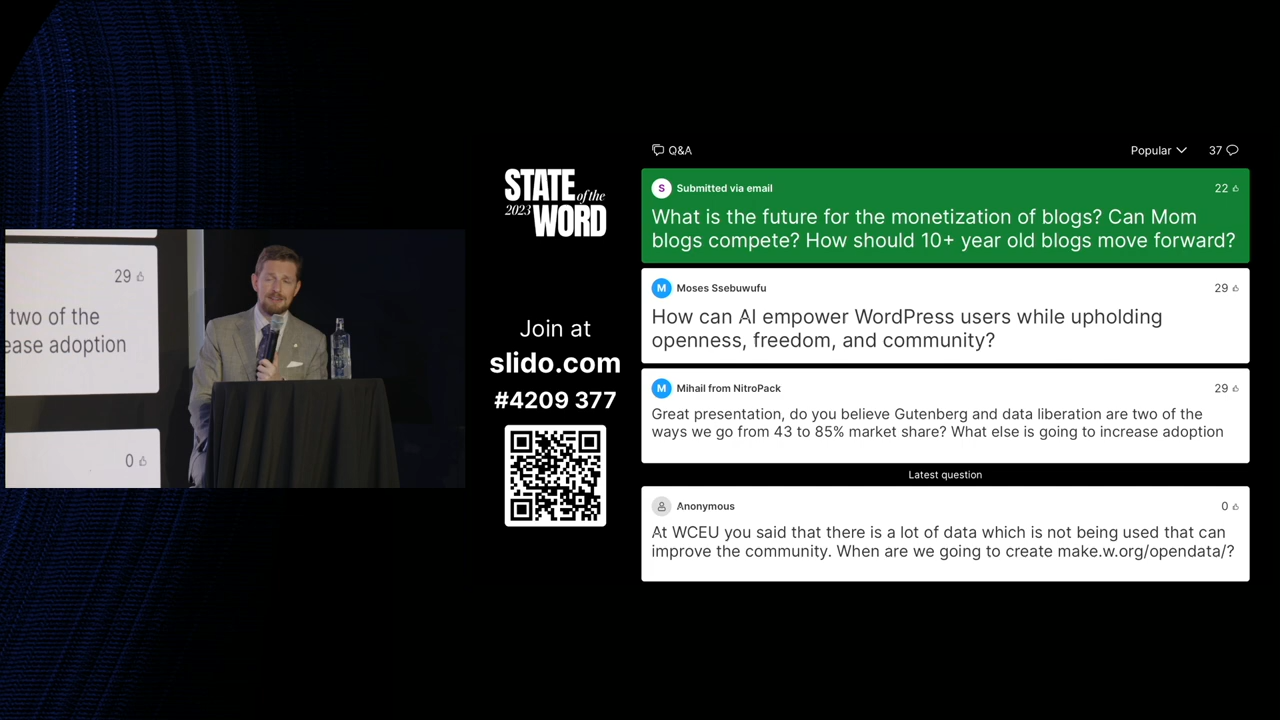 29
two of the
ease adoption
0
STATE of the
2023 WORD
Join at
slido.com
#4209 377
Q&A
Popular
37
S
Submitted via email
22
What is the future for the monetization of blogs? Can Mom
blogs compete? How should 10+ year old blogs move forward?
M
Moses Ssebuwufu
29
How can AI empower WordPress users while upholding
openness, freedom, and community?
M
Mihail from NitroPack
29
Great presentation, do you believe Gutenberg and data liberation are two of the
ways we go from 43 to 85% market share? What else is going to increase adoption
Latest question
Anonymous
0
At WCEU you said that there is a lot of data which is not being used that can
improve the community. When are we going to create make.w.org/opendata/?